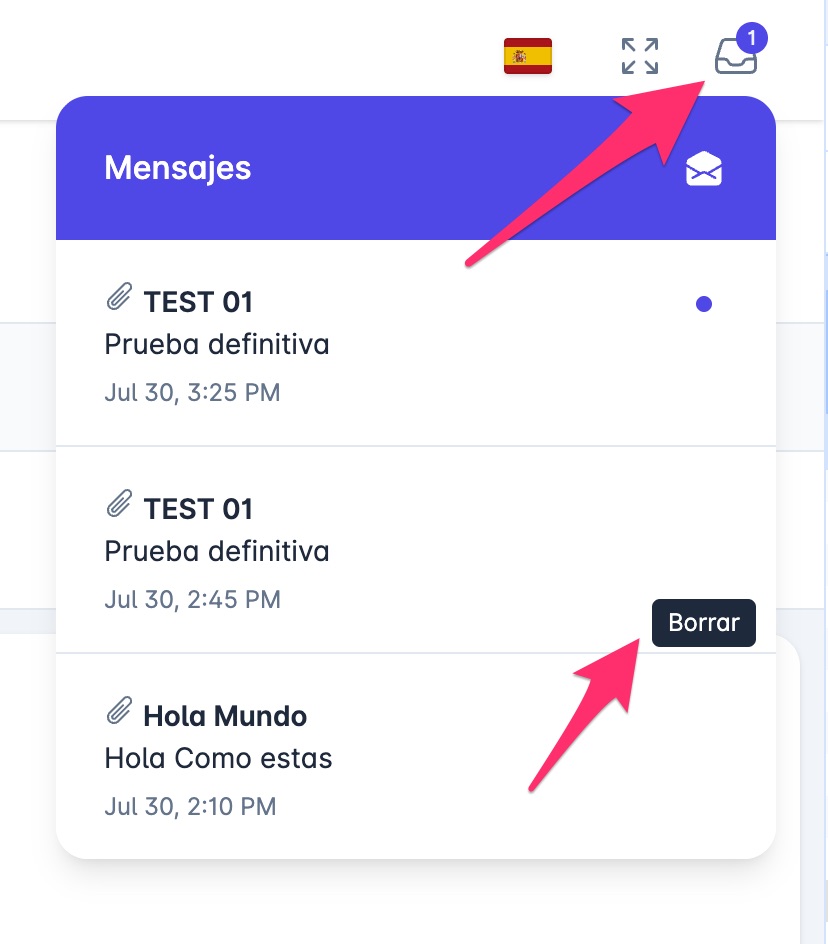 1
Mensajes
TEST 01
Prueba definitiva
Jul 30, 3:25 PM
TEST 01
Prueba definitiva
Jul 30, 2:45 PM
Borrar
Hola Mundo
Hola Como estas
Jul 30, 2:10 PM